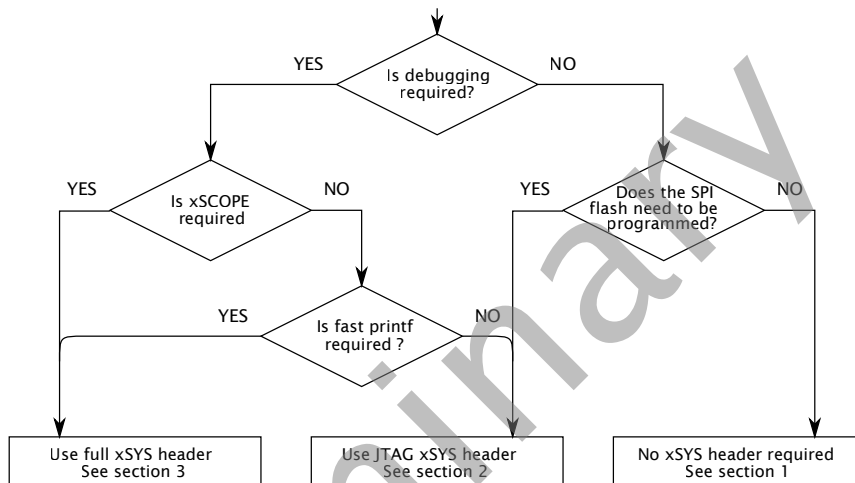 YES
Is debugging
required?
NO
YES
Is xSCOPE
required
NO
YES
Does the SPI
flash need to be
programmed?
NO
YES
Is fast printf
required ?
NO
Use full xSYS header
See section 3
Use JTAG xSYS header
See section 2
No xSYS header required
See section 1
inary